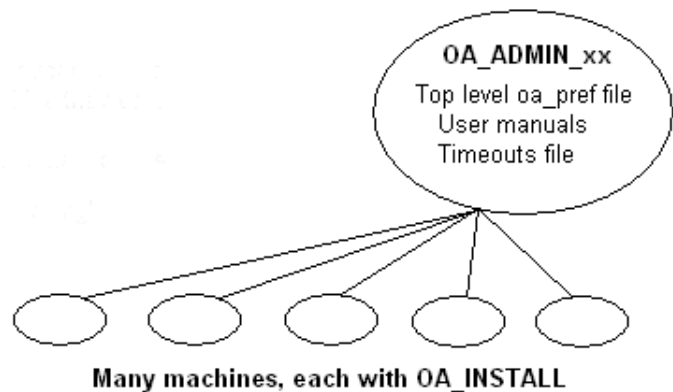 OA_ADMIN_xx
Top level oa_pref file
User manuals
Timeouts file
Many machines, each with OA_INSTALL